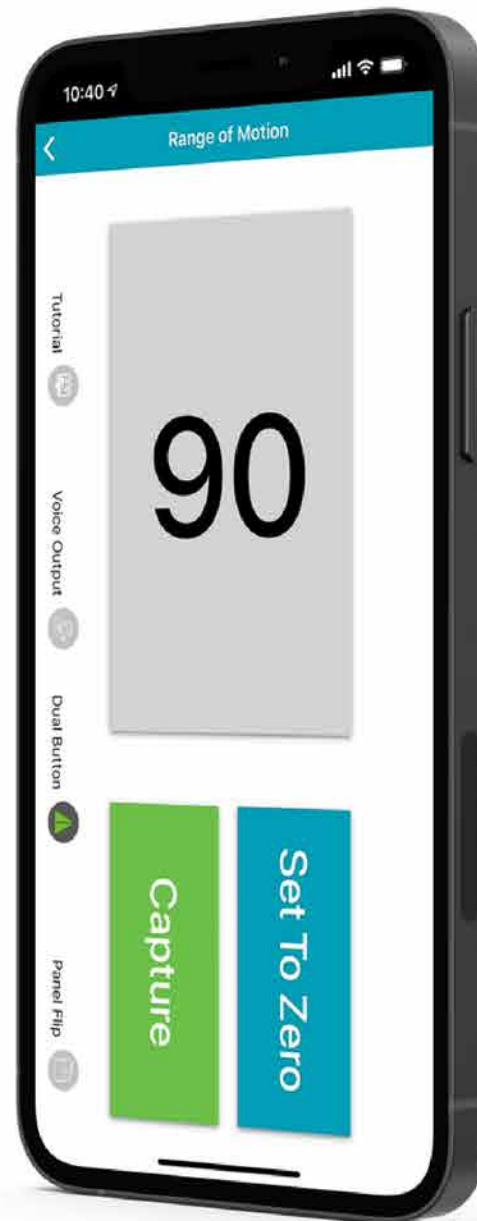 10:40
Range of Motion
90
Set To Zero
Capture
Tutorial
Voice Output
Dual Button
Panel Flip